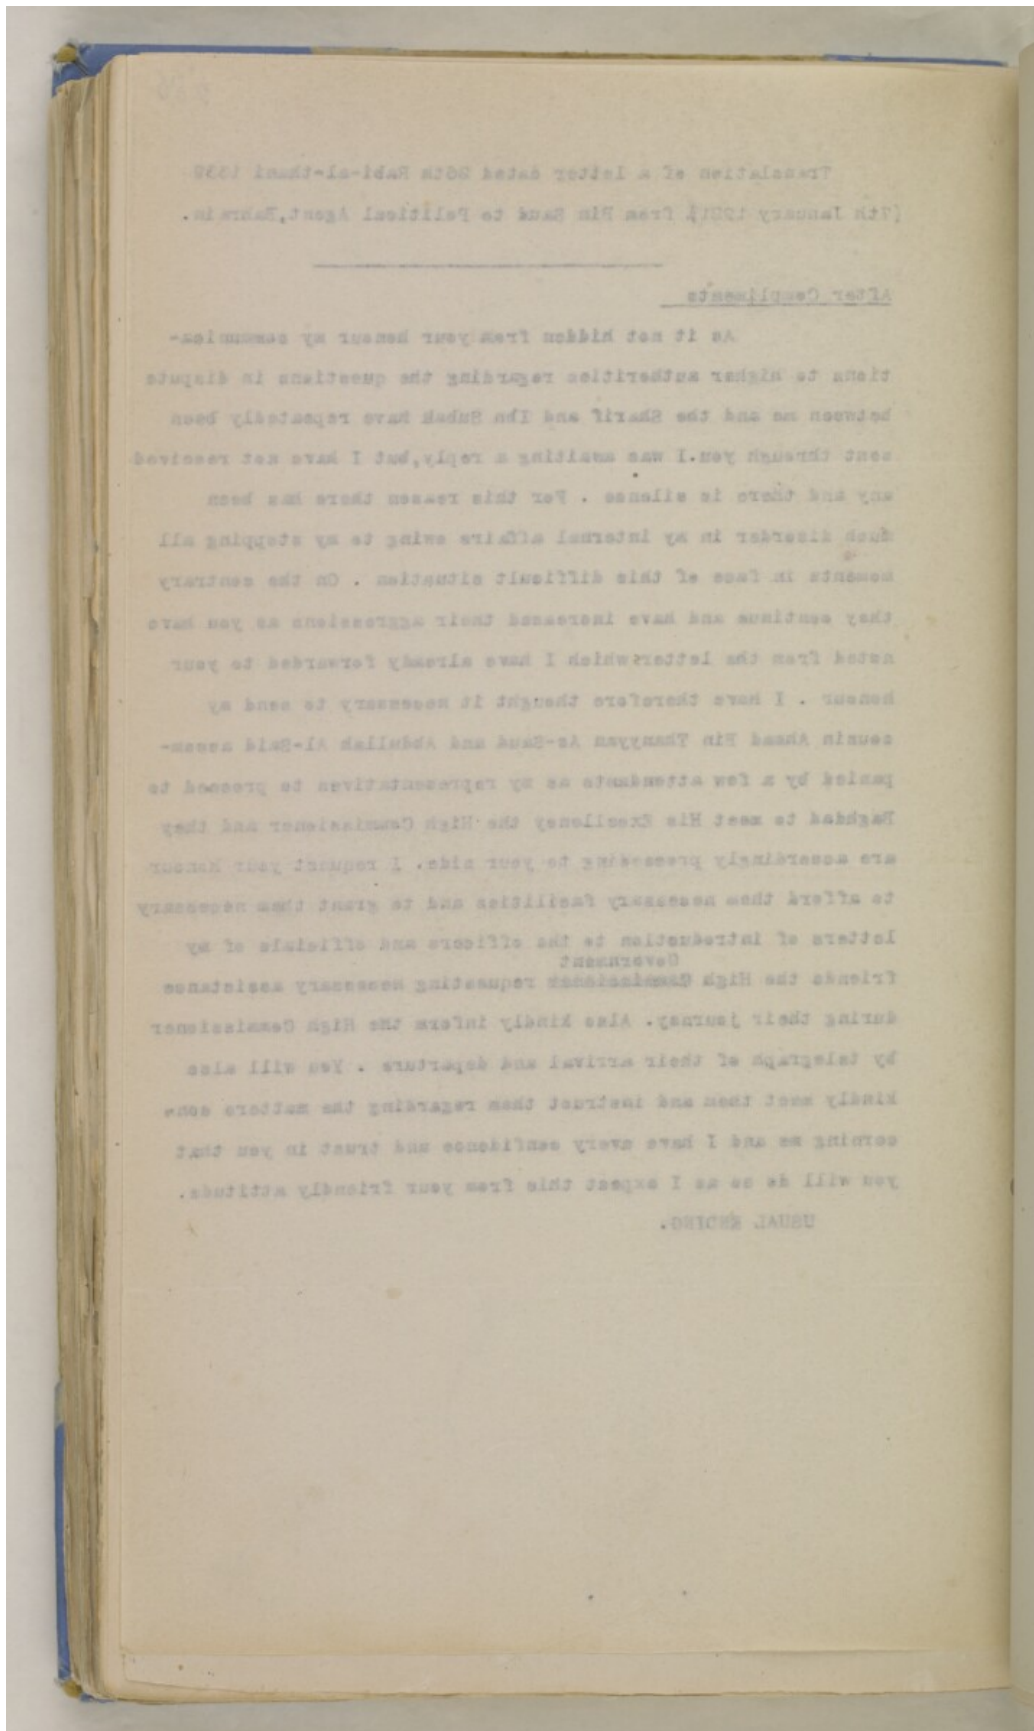 Translation of a letter dated 26th Rabi-al-thani 1339
(7th January 1921) from Bin Saud to Political Agent,Bahrain.
After Compliments
As it not hidden from your honour my communica-
tions to higher authorities regarding the questions in dispute
between me and the Sharif and Ibn Subah have repeatedly been
sent through you.I was awaiting a reply,but I have not received
any and there is silence . For this reason there has been
much disorder in my internal affairs owing to my stopping all
moments in face of this difficult situation . On the contrary
they continue and have increased their aggressions as you have
noted from the letter which I have already forwarded to your
honour . I have therefore thought it necessary to send my
cousin Ahmad Bin Thanyyan As-Saud and Abdullah Al-Said accom-
panied by a few attendants as my representatives to proceed to
Baghdad to meet His Excellency the High Commissioner and they
are accordingly proceeding to your side. I request your honour
to afford them necessary facilities and to grant them necessary
letters of introduction to the officers and officials of my
Government
friends the High Commissioner requesting necessary assistance
during their journey. Also kindly inform the High Commissioner
by telegraph of their arrival and departure . You will also
kindly meet them and instruct them regarding the matters con-
cerning me and I have every confidence and trust in you that
you will do so as I expect this from your friendly attitude.
USUAL ENDING.